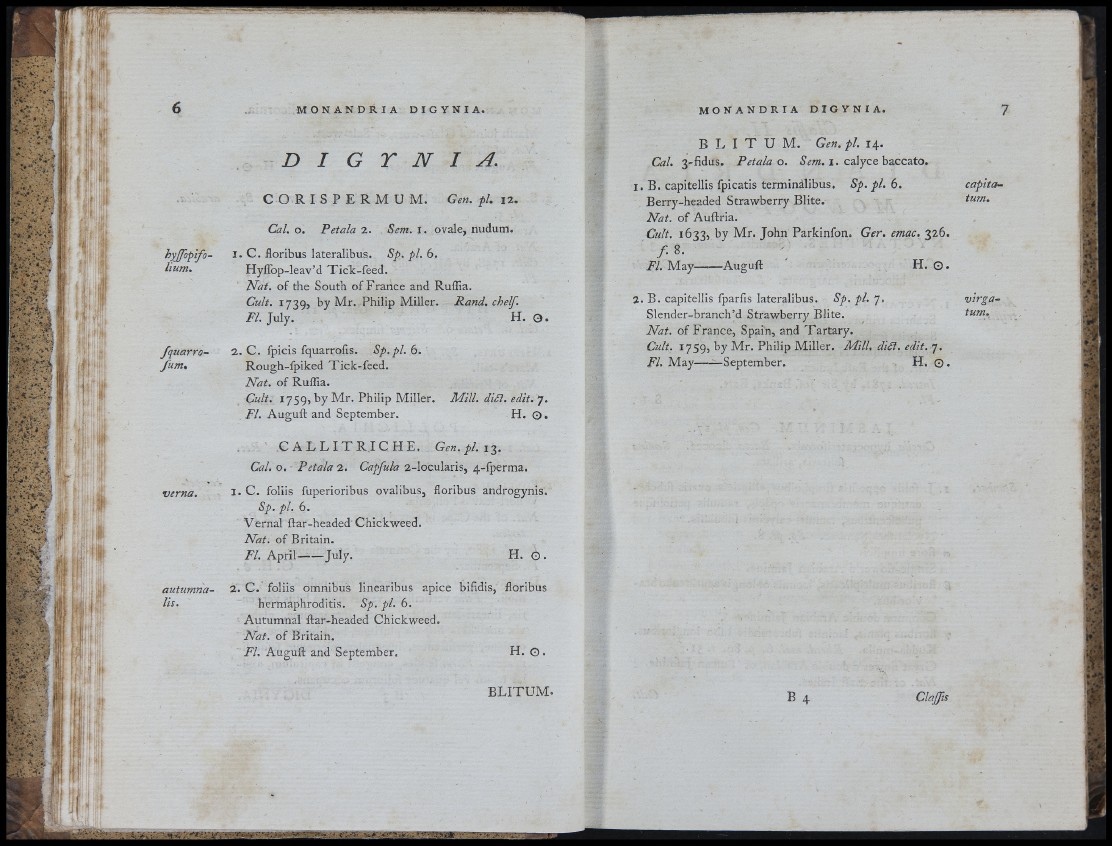 6 MONANDRIA DIGYNIA.
DIGYNIA.
CORISPERMUM. Gen. pl. 12.
Cal. 0. Petala 2. Sem. 1. ovale, nudum.
hyſſopifo-
lium.
1. C. floribus lateralibus. Sp. pl. 6.
Hyſſop-leav'd Tick-ſeed.
Nat. of the South of France and Ruſſia.
Cult. 1739, by Mr. Philip Miller. Rand. chelſ.
Fl. July. H. ☉.
ſquarro-
ſum.
2. C. ſpicis ſquarroſis. Sp. pl. 6.
Rough-ſpiked Tick-ſeed.
Nat. of Ruſſia.
Cult. 1759, by Mr. Philip Miller. Mill. dict. edit. 7.
Fl. Auguſt and September. H. ☉.
CALLITRICHE. Gen. pl. 13.
Cal. 0. Petala 2. Capſula 2-locularis, 4-ſperma.
verna.
1. C. foliis ſuperioribus ovalibus, floribus androgynis.
Sp. pl. 6.
Vernal ſtar-headed Chickweed.
Nat. of Britain.
Fl. April——July. H. ☉.
autumna-
lis.
2. C. foliis omnibus linearibus apice bifidis, floribus
hermaphroditis. Sp. pl. 6.
Autumnal ſtar-headed Chickweed.
Nat. of Britain.
Fl. Auguſt and September. H. ☉.
BLITUM.
MONANDRIA DIGYNIA. 7
BLITUM. Gen. pl. 14.
Cal. 3-fidus. Petala 0. Sem. 1. calyce baccato.
1. B. capitellis ſpicatis terminalibus. Sp. pl. 6.
capita-
tum.
Berry-headed Strawberry Blite.
Nat. of Auſtria.
Cult. 1633, by Mr. John Parkinſon. Ger. emac. 326.
f. 8.
Fl. May——Auguſt H. ☉.
2. B. capitellis ſparſis lateralibus. Sp. pl. 7.
virga-
tum.
Slender-branch'd Strawberry Blite.
Nat. of France, Spain, and Tartary.
Cult. 1759, by Mr. Philip Miller. Mill. dict. edit. 7.
Fl. May——September. H. ☉.
B 4 Claſſis